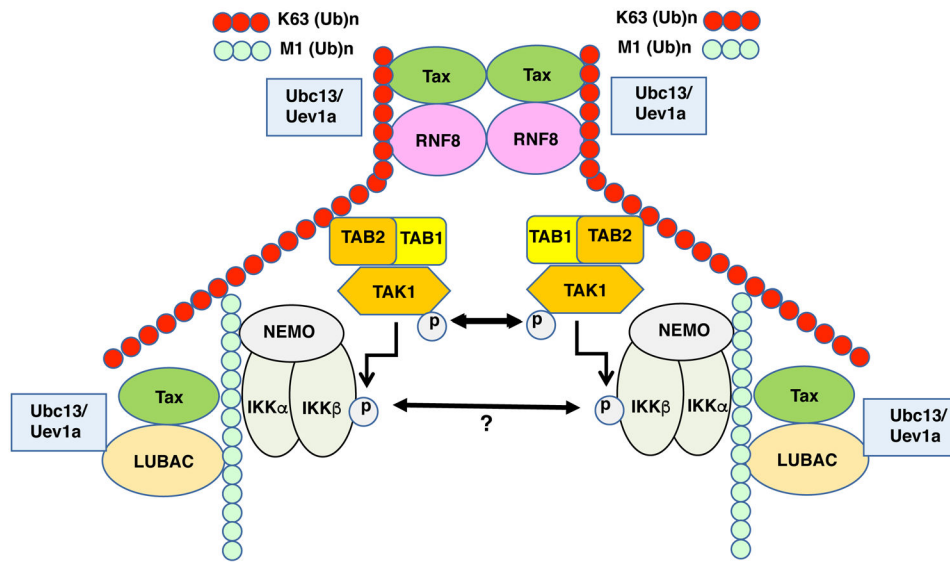 K63 (Ub)n
M1 (Ub)n
K63 (Ub)n
M1 (Ub)n
Ubc13/
Uev1a
Tax
Tax
Ubc13/
Uev1a
RNF8
RNF8
TAB2
TAB1
TAB1
TAB2
TAK1
TAK1
p
p
NEMO
NEMO
IKKα
IKKβ
p
?
p
IKKβ
IKKα
Tax
Tax
Ubc13/
Uev1a
Ubc13/
Uev1a
LUBAC
LUBAC